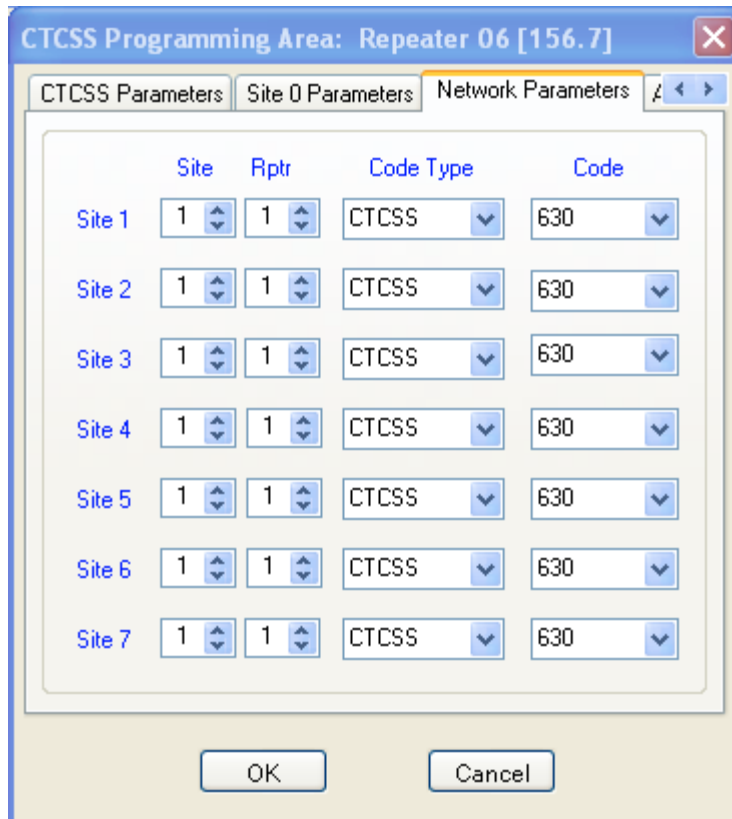 CTCSS Programming Area: Repeater 06 [156.7]
CTCSS Parameters Site 0 Parameters Network Parameters
Site Rptr Code Type Code
Site 1 1 1 CTCSS 630
Site 2 1 1 CTCSS 630
Site 3 1 1 CTCSS 630
Site 4 1 1 CTCSS 630
Site 5 1 1 CTCSS 630
Site 6 1 1 CTCSS 630
Site 7 1 1 CTCSS 630
OK Cancel